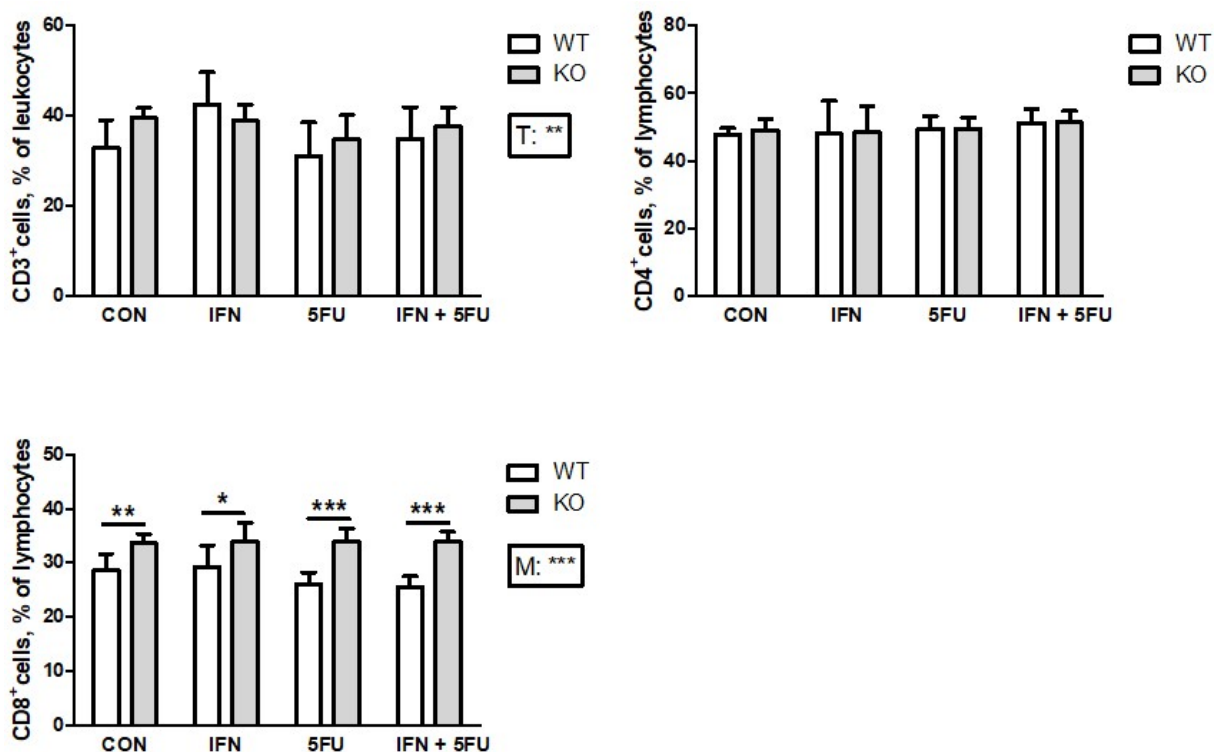 CD3⁺cells, % of leukocytes
60
40
20
0
CON IFN 5FU IFN + 5FU
WT
KO
T: **
CD4⁺cells, % of lymphocytes
80
60
40
20
0
CON IFN 5FU IFN + 5FU
WT
KO
CD8⁺cells, % of lymphocytes
50
40
30
20
10
0
** * *** ***
CON IFN 5FU IFN + 5FU
WT
KO
M: ***